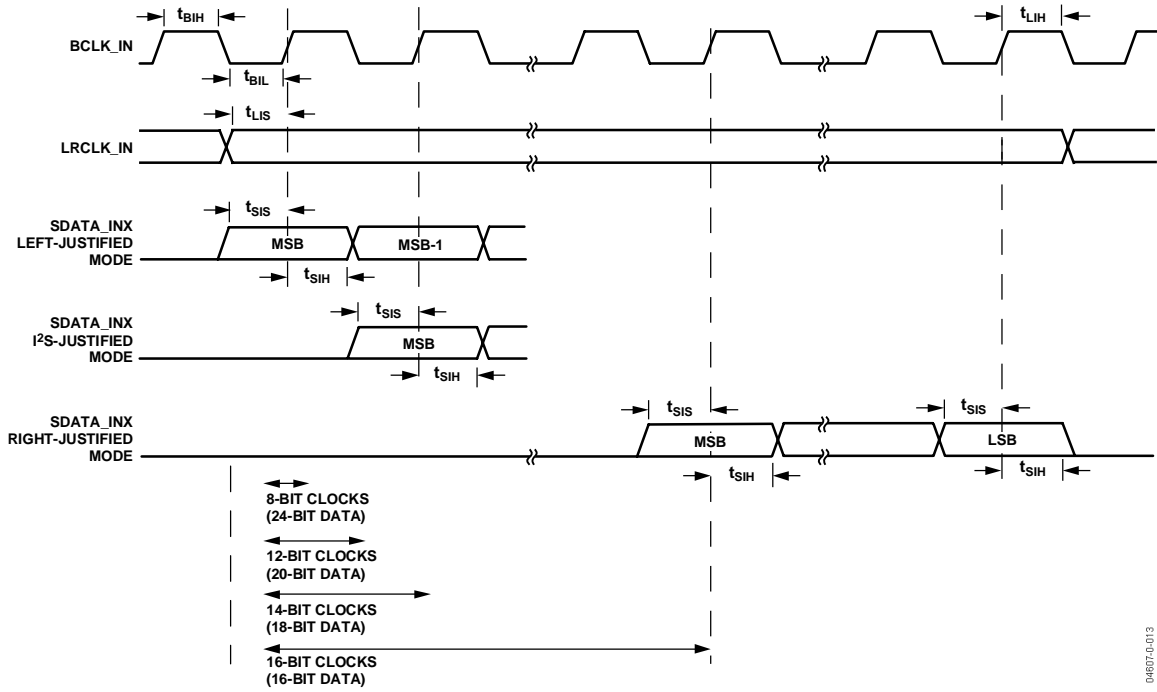 tBIH
tLIH
BCLK_IN
tBIL
tLIS
LRCLK_IN
tSIS
SDATA_INX
LEFT-JUSTIFIED
MODE
MSB
MSB-1
tSIH
tSIS
SDATA_INX
I2S-JUSTIFIED
MODE
MSB
tSIH
tSIS
tSIS
SDATA_INX
RIGHT-JUSTIFIED
MODE
MSB
LSB
tSIH
tSIH
8-BIT CLOCKS
(24-BIT DATA)
12-BIT CLOCKS
(20-BIT DATA)
14-BIT CLOCKS
(18-BIT DATA)
16-BIT CLOCKS
(16-BIT DATA)
04607-0-013